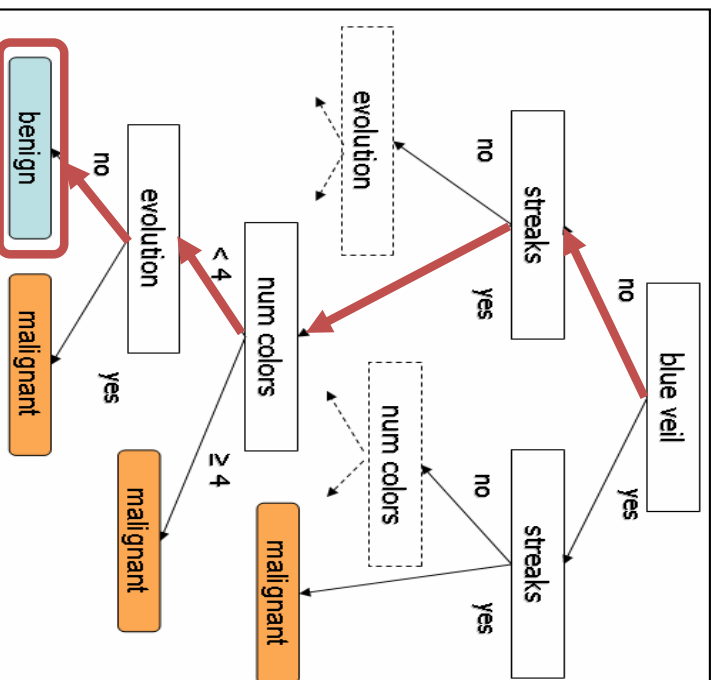 blue veil
no
yes
streaks
streaks
no
yes
no
yes
evolution
num colors
num colors
malignant
< 4
≥ 4
evolution
malignant
no
yes
benign
malignant